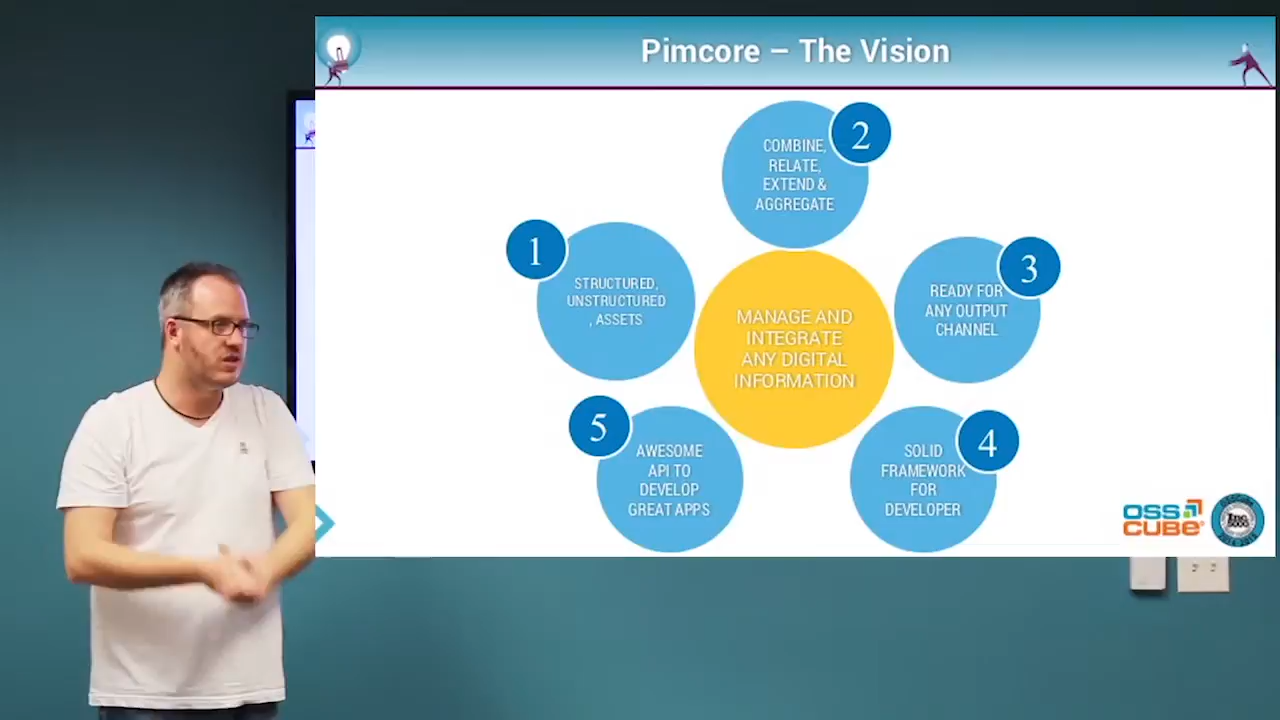 Pimcore – The Vision
1
STRUCTURED,
UNSTRUCTURED
, ASSETS
2
COMBINE,
RELATE,
EXTEND &
AGGREGATE
3
READY FOR
ANY OUTPUT
CHANNEL
4
SOLID
FRAMEWORK
FOR
DEVELOPER
5
AWESOME
API TO
DEVELOP
GREAT APPS
MANAGE AND
INTEGRATE
ANY DIGITAL
INFORMATION
OSS
CUBE
Inc.
5000